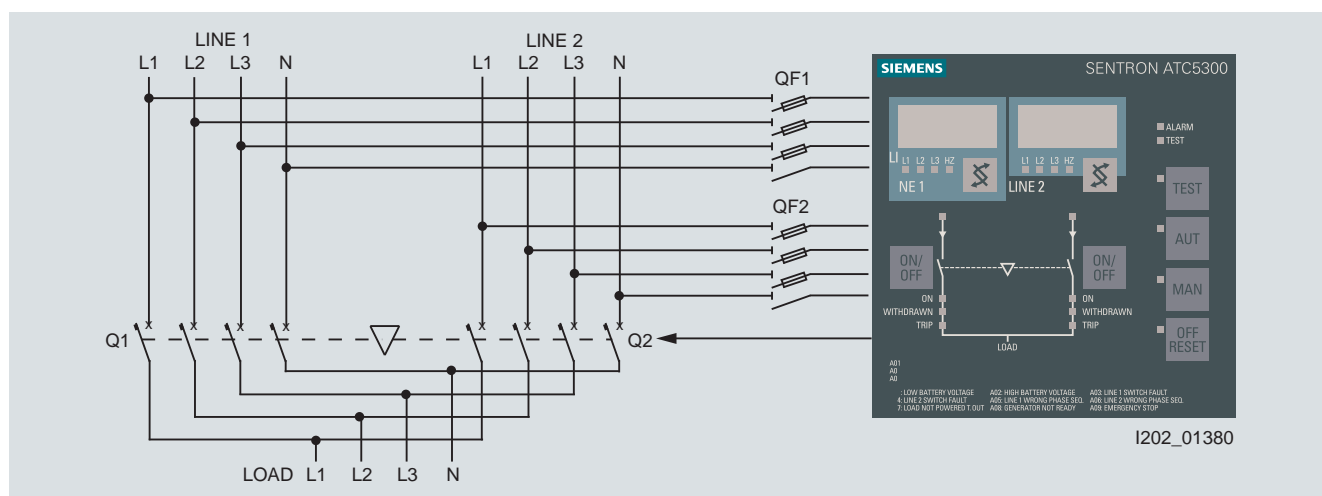 LINE 1 LINE 2
L1 L2 L3 N L1 L2 L3 N
QF1
QF2
Q1 Q2
LOAD L1 L2 L3 N
SIEMENS SENTRON ATC5300
ALARM
TEST
LI L1 L2 L3 HZ L1 L2 L3 HZ
NE 1 LINE 2
TEST
AUT
MAN
OFF
RESET
ON/
OFF
ON/
OFF
ON ON
WITHDRAWN WITHDRAWN
TRIP TRIP
LOAD
A01
A0
A0
: LOW BATTERY VOLTAGE A02: HIGH BATTERY VOLTAGE A03: LINE 1 SWITCH FAULT
4: LINE 2 SWITCH FAULT A05: LINE 1 WRONG PHASE SEQ. A06: LINE 2 WRONG PHASE SEQ.
7: LOAD NOT POWERED T.OUT A08: GENERATOR NOT READY A09: EMERGENCY STOP
I202_01380